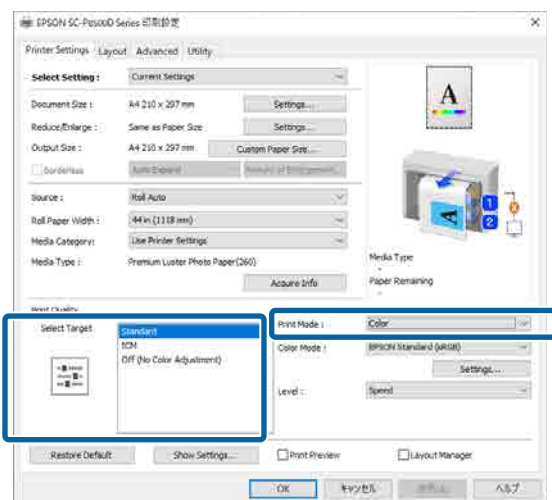 EPSON SC-P8500D Series 印刷設定
Printer Settings Layout Advanced Utility
Select Setting : Current Settings
Document Size : A4 210 x 297 mm Settings...
Reduce/Enlarge : Same as Paper Size Settings...
Output Size : A4 210 x 297 mm Custom Paper Size...
Borderless Auto Expand
Source : Roll Auto
Roll Paper Width : 44 in (1118 mm)
Media Category: Use Printer Settings
Media Type : Premium Luster Photo Paper(260)
Acquire Info
A
A
1
2
Media Type
-
Paper Remaining
-
Print Quality
Select Target
Standard
ICM
Off (No Color Adjustment)
Print Mode : Color
Color Mode : EPSON Standard (sRGB)
Settings...
Level : Speed
Restore Default Show Settings... Print Preview Layout Manager
OK キャンセル ヘルプ